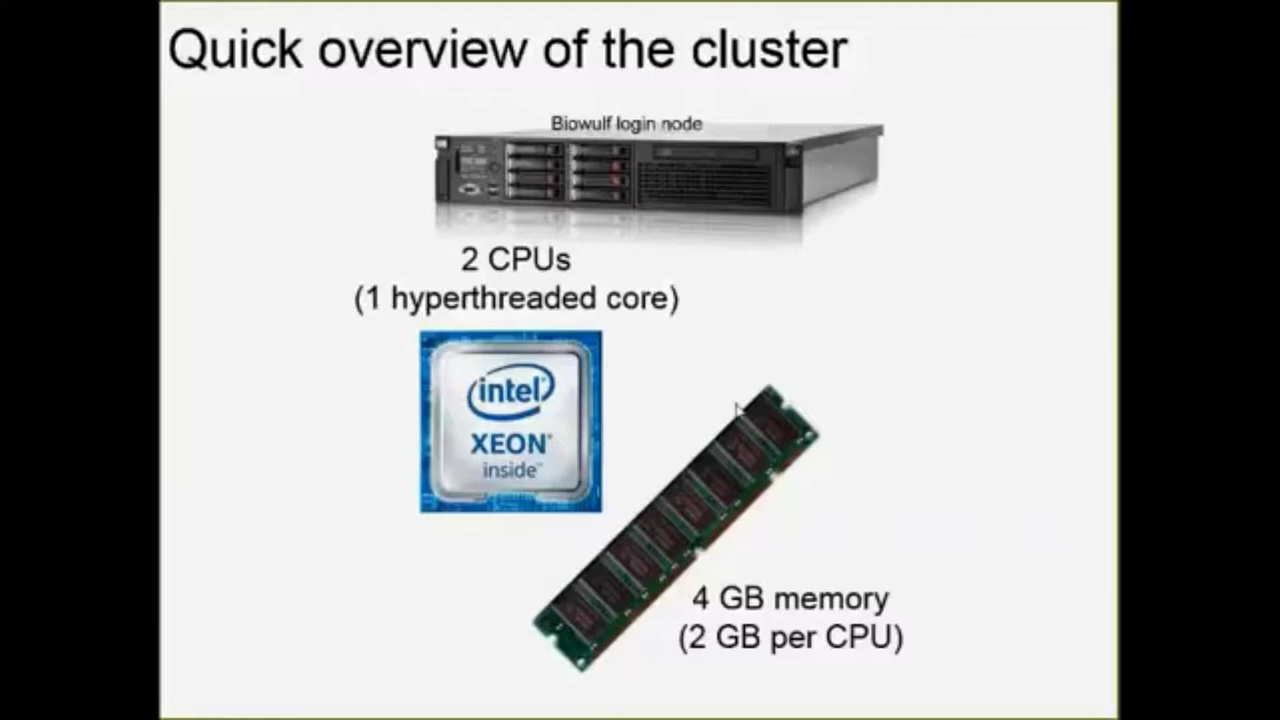 Quick overview of the cluster
Biowulf login node
2 CPUs
(1 hyperthreaded core)
intel®
XEON®
inside™
4 GB memory
(2 GB per CPU)